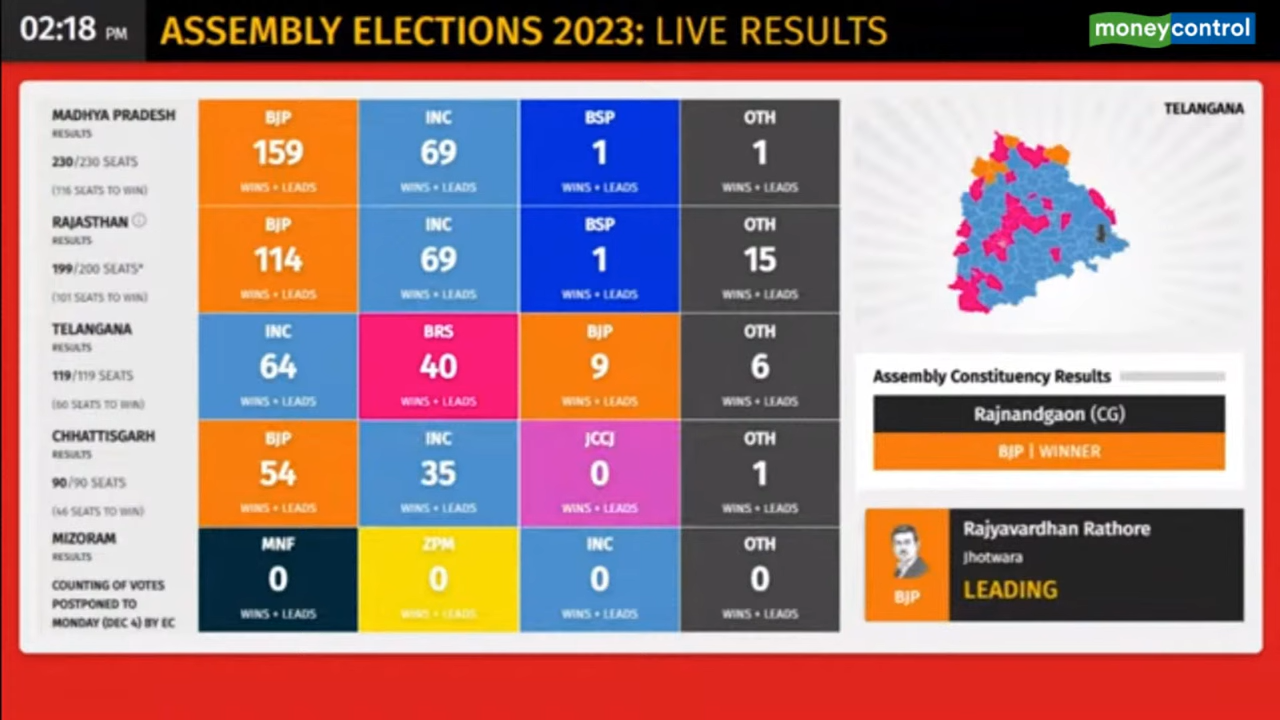 02:18 PM
ASSEMBLY ELECTIONS 2023: LIVE RESULTS
moneycontrol
MADHYA PRADESH
RESULTS
230/230 SEATS
(116 SEATS TO WIN)
BJP
159
WINS + LEADS
INC
69
WINS + LEADS
BSP
1
WINS + LEADS
OTH
1
WINS + LEADS
RAJASTHAN
RESULTS
199/200 SEATS*
(101 SEATS TO WIN)
BJP
114
WINS + LEADS
INC
69
WINS + LEADS
BSP
1
WINS + LEADS
OTH
15
WINS + LEADS
TELANGANA
RESULTS
119/119 SEATS
(60 SEATS TO WIN)
INC
64
WINS + LEADS
BRS
40
WINS + LEADS
BJP
9
WINS + LEADS
OTH
6
WINS + LEADS
CHHATTISGARH
RESULTS
90/90 SEATS
(46 SEATS TO WIN)
BJP
54
WINS + LEADS
INC
35
WINS + LEADS
JCCJ
0
WINS + LEADS
OTH
1
WINS + LEADS
MIZORAM
RESULTS
COUNTING OF VOTES
POSTPONED TO
MONDAY (DEC 4) BY EC
MNF
0
WINS + LEADS
ZPM
0
WINS + LEADS
INC
0
WINS + LEADS
OTH
0
WINS + LEADS
TELANGANA
Assembly Constituency Results
Rajnandgaon (CG)
BJP | WINNER
BJP
Rajyavardhan Rathore
Jhotwara
LEADING